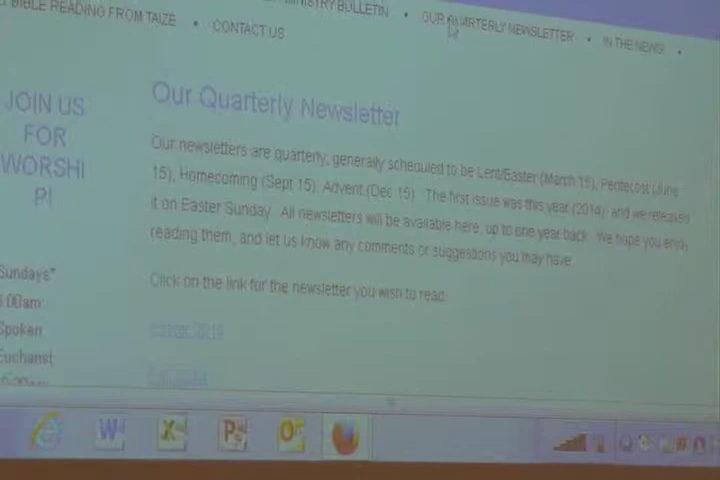 BIBLE READING FROM TAIZE • CONTACT US
MINISTRY BULLETIN • OUR QUARTERLY NEWSLETTER • IN THE NEWS! •
JOIN US
FOR
WORSHI
P!
Sundays"
Spoken
Eucharist
Our Quarterly Newsletter
Our newsletters are quarterly, generally scheduled to be Lent/Easter (March 15), Pentecost (June
15), Homecoming (Sept 15), Advent (Dec 15). The first issue was this year (2014), and we released
it on Easter Sunday. All newsletters will be available here, up to one year back. We hope you enjoy
reading them, and let us know any comments or suggestions you may have.
Click on the link for the newsletter you wish to read: